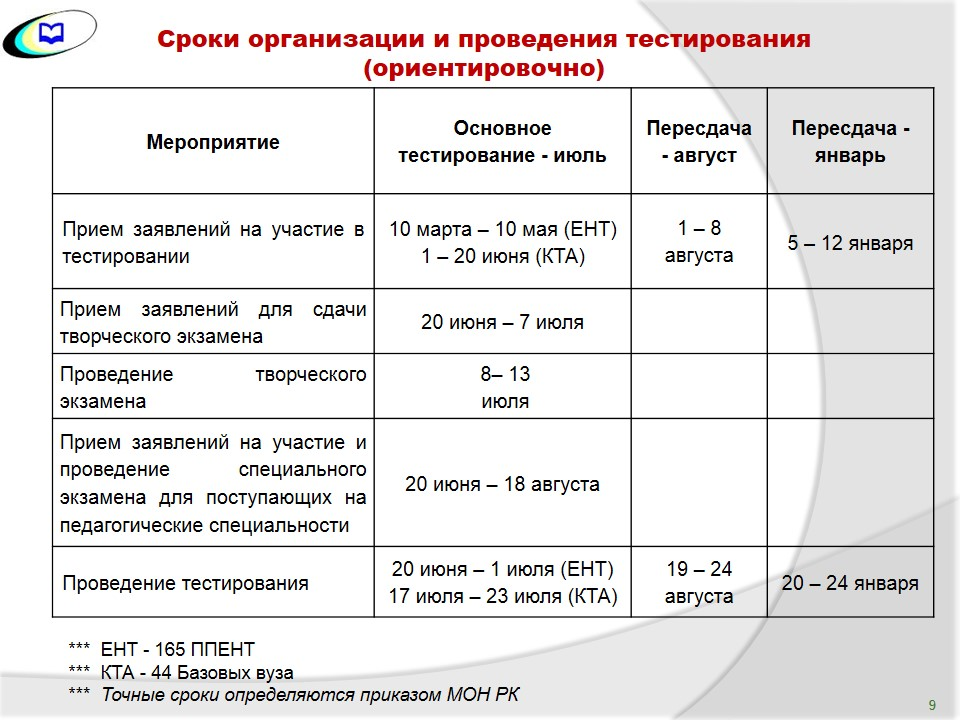 Сроки организации и проведения тестирования
(ориентировочно)
Мероприятие
Основное
тестирование - июль
Пересдача
- август
Пересдача -
январь
Прием заявлений на участие в
тестировании
10 марта – 10 мая (ЕНТ)
1 – 20 июня (КТА)
1 – 8
августа
5 – 12 января
Прием заявлений для сдачи
творческого экзамена
20 июня – 7 июля
Проведение творческого
экзамена
8– 13
июля
Прием заявлений на участие и
проведение специального
экзамена для поступающих на
педагогические специальности
20 июня – 18 августа
Проведение тестирования
20 июня – 1 июля (ЕНТ)
17 июля – 23 июля (КТА)
19 – 24
августа
20 – 24 января
*** ЕНТ - 165 ППЕНТ
*** КТА - 44 Базовых вуза
*** Точные сроки определяются приказом МОН РК
9